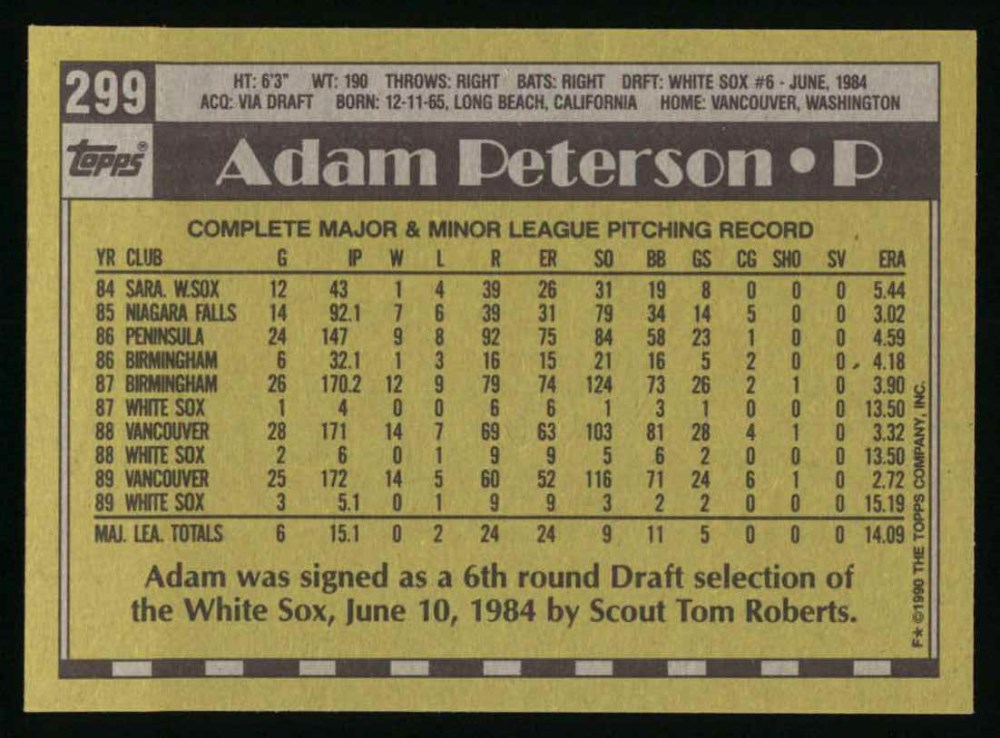 299
HT: 6'3" WT: 190 THROWS: RIGHT BATS: RIGHT DRFT: WHITE SOX #6 - JUNE, 1984
ACQ: VIA DRAFT BORN: 12-11-65, LONG BEACH, CALIFORNIA HOME: VANCOUVER, WASHINGTON
Topps®
Adam Peterson • P
COMPLETE MAJOR & MINOR LEAGUE PITCHING RECORD
YR CLUB G IP W L R ER SO BB GS CG SHO SV ERA
84 SARA. W.SOX 12 43 1 4 39 26 31 19 8 0 0 0 5.44
85 NIAGARA FALLS 14 92.1 7 6 39 31 79 34 14 5 0 0 3.02
86 PENINSULA 24 147 9 8 92 75 84 58 23 1 0 0 4.59
86 BIRMINGHAM 6 32.1 1 3 16 15 21 16 5 2 0 0 4.18
87 BIRMINGHAM 26 170.2 12 9 79 74 124 73 26 2 1 0 3.90
87 WHITE SOX 1 4 0 0 6 6 1 3 1 0 0 0 13.50
88 VANCOUVER 28 171 14 7 69 63 103 81 28 4 1 0 3.32
88 WHITE SOX 2 6 0 1 9 9 5 6 2 0 0 0 13.50
89 VANCOUVER 25 172 14 5 60 52 116 71 24 6 1 0 2.72
89 WHITE SOX 3 5.1 0 1 9 9 3 2 2 0 0 0 15.19
MAJ. LEA. TOTALS 6 15.1 0 2 24 24 9 11 5 0 0 0 14.09
Adam was signed as a 6th round Draft selection of
the White Sox, June 10, 1984 by Scout Tom Roberts.
F★ ©1990 THE TOPPS COMPANY, INC.